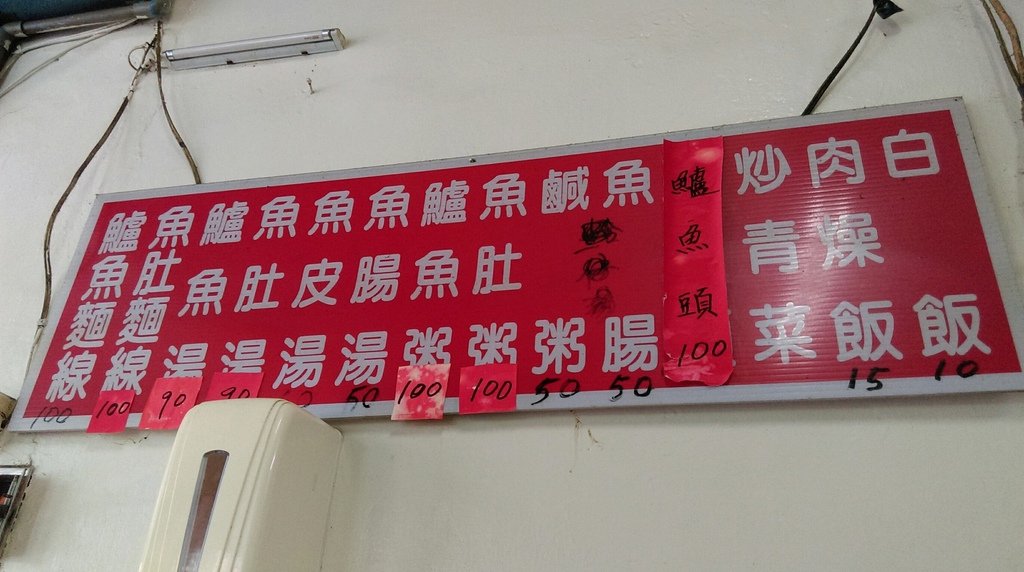 白飯 10
肉燥飯 15
炒青菜
鱸魚頭 100
魚腸 50
鹹粥 50
魚肚粥 100
鱸魚粥 100
魚腸湯 50
魚皮湯
魚肚湯 90
鱸魚湯 90
魚肚麵線 100
鱸魚麵線 100